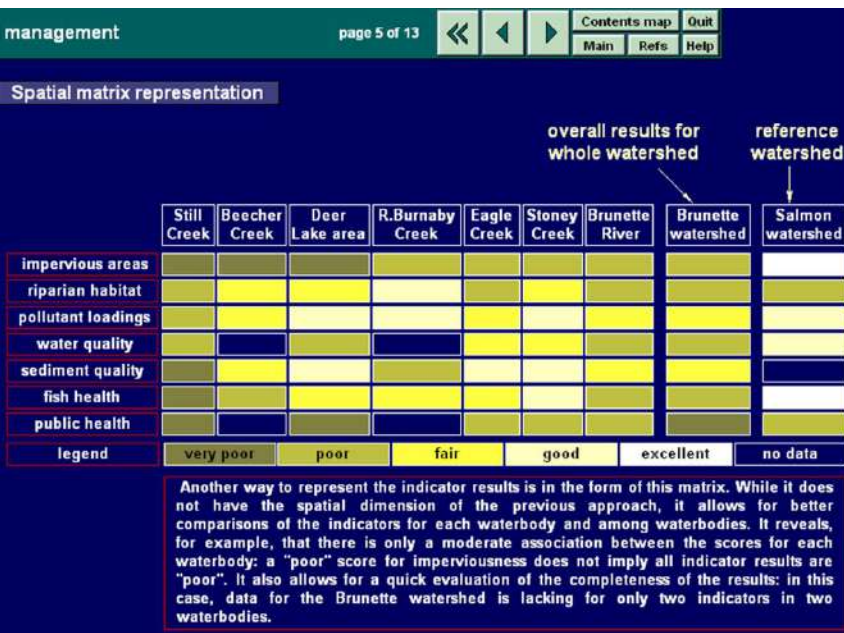 management
page 5 of 13
Contents map
Quit
Main
Refs
Help
Spatial matrix representation
overall results for
whole watershed
reference
watershed
Still
Creek
Beecher
Creek
Deer
Lake area
R.Burnaby
Creek
Eagle
Creek
Stoney
Creek
Brunette
River
Brunette
watershed
Salmon
watershed
impervious areas
riparian habitat
pollutant loadings
water quality
sediment quality
fish health
public health
legend
very poor
poor
fair
good
excellent
no data
Another way to represent the indicator results is in the form of this matrix. While it does
not have the spatial dimension of the previous approach, it allows for better
comparisons of the indicators for each waterbody and among waterbodies. It reveals,
for example, that there is only a moderate association between the scores for each
waterbody: a "poor" score for imperviousness does not imply all indicator results are
"poor". It also allows for a quick evaluation of the completeness of the results: in this
case, data for the Brunette watershed is lacking for only two indicators in two
waterbodies.